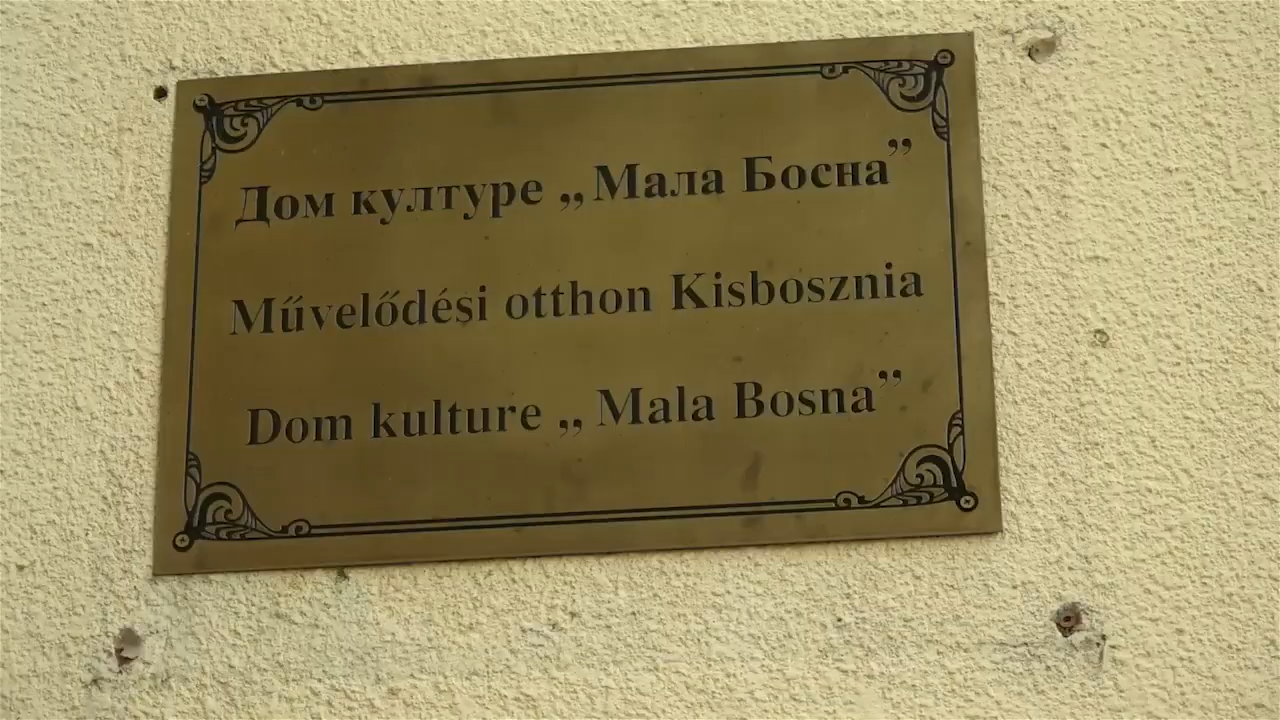 Дом културе „Мала Босна”
Művelődési otthon Kisbosznia
Dom kulture „Mala Bosna”